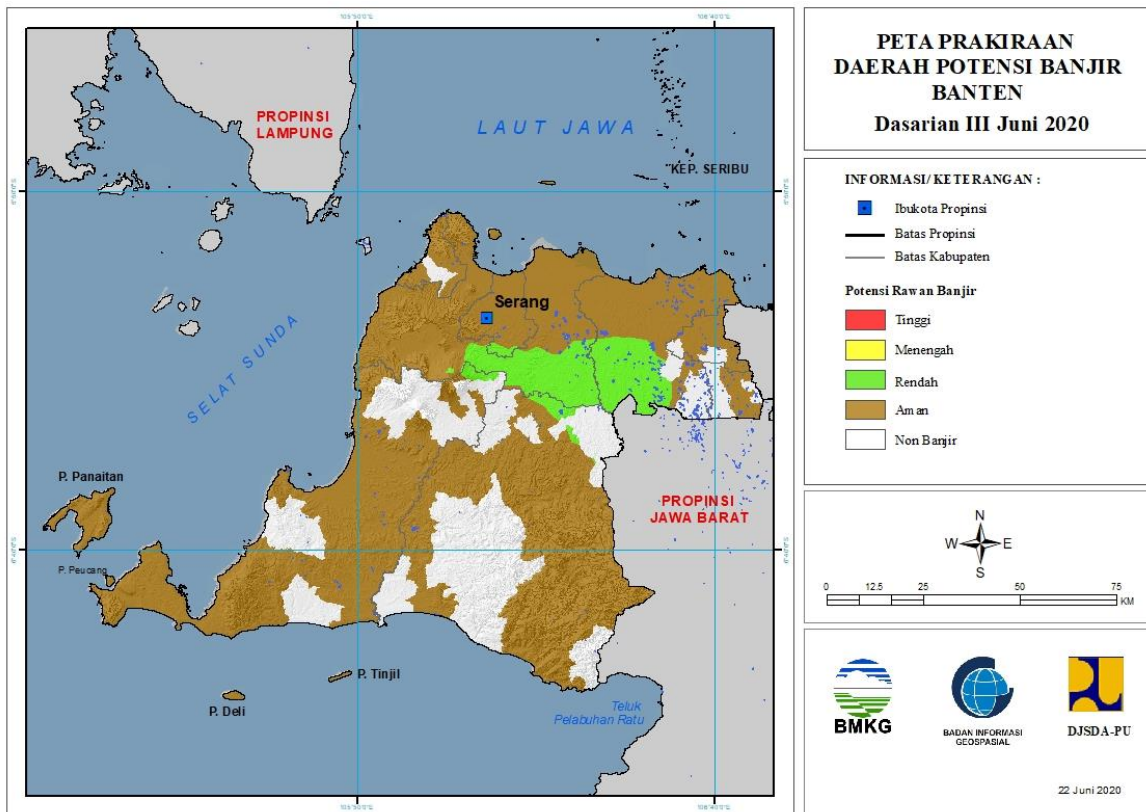 PETA PRAKIRAAN
DAERAH POTENSI BANJIR
BANTEN
Dasarian III Juni 2020
INFORMASI/ KETERANGAN :
Ibukota Propinsi
Batas Propinsi
Batas Kabupaten
Potensi Rawan Banjir
Tinggi
Menengah
Rendah
Aman
Non Banjir
N
W E
S
0 12.5 25 50 75
KM
BMKG
BADAN INFORMASI
GEOSPASIAL
DJSDA-PU
22 Juni 2020
PROPINSI
LAMPUNG
LAUT JAWA
KEP. SERIBU
Serang
SELAT SUNDA
P. Panaitan
PROPINSI
JAWA BARAT
P. Peucang
P. Tinjil
P. Deli
Teluk
Pelabuhan Ratu